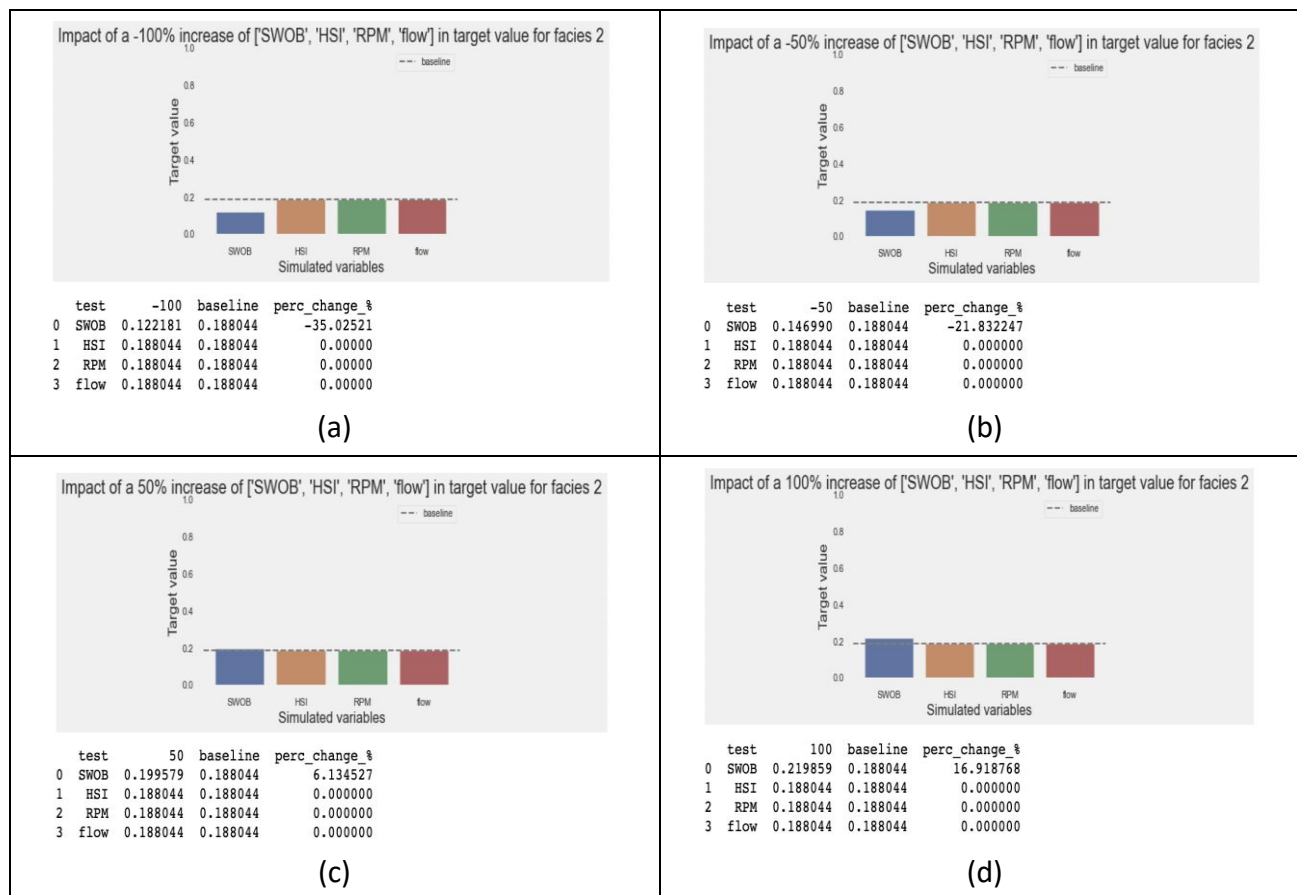 Impact of a -100% increase of ['SWOB', 'HSI', 'RPM', 'flow'] in target value for facies 2
1.0
baseline
0.8
0.6
0.4
0.2
0.0
Target value
SWOB HSI RPM flow
Simulated variables
test -100 baseline perc_change_%
0 SWOB 0.122181 0.188044 -35.02521
1 HSI 0.188044 0.188044 0.00000
2 RPM 0.188044 0.188044 0.00000
3 flow 0.188044 0.188044 0.00000
(a)
Impact of a -50% increase of ['SWOB', 'HSI', 'RPM', 'flow'] in target value for facies 2
1.0
baseline
0.8
0.6
0.4
0.2
0.0
Target value
SWOB HSI RPM flow
Simulated variables
test -50 baseline perc_change_%
0 SWOB 0.146990 0.188044 -21.832247
1 HSI 0.188044 0.188044 0.000000
2 RPM 0.188044 0.188044 0.000000
3 flow 0.188044 0.188044 0.000000
(b)
Impact of a 50% increase of ['SWOB', 'HSI', 'RPM', 'flow'] in target value for facies 2
1.0
baseline
0.8
0.6
0.4
0.2
0.0
Target value
SWOB HSI RPM flow
Simulated variables
test 50 baseline perc_change_%
0 SWOB 0.199579 0.188044 6.134527
1 HSI 0.188044 0.188044 0.000000
2 RPM 0.188044 0.188044 0.000000
3 flow 0.188044 0.188044 0.000000
(c)
Impact of a 100% increase of ['SWOB', 'HSI', 'RPM', 'flow'] in target value for facies 2
1.0
baseline
0.8
0.6
0.4
0.2
0.0
Target value
SWOB HSI RPM flow
Simulated variables
test 100 baseline perc_change_%
0 SWOB 0.219859 0.188044 16.918768
1 HSI 0.188044 0.188044 0.000000
2 RPM 0.188044 0.188044 0.000000
3 flow 0.188044 0.188044 0.000000
(d)